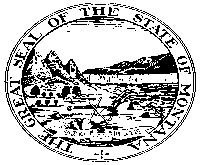 THE GREAT SEAL OF THE STATE OF MONTANA